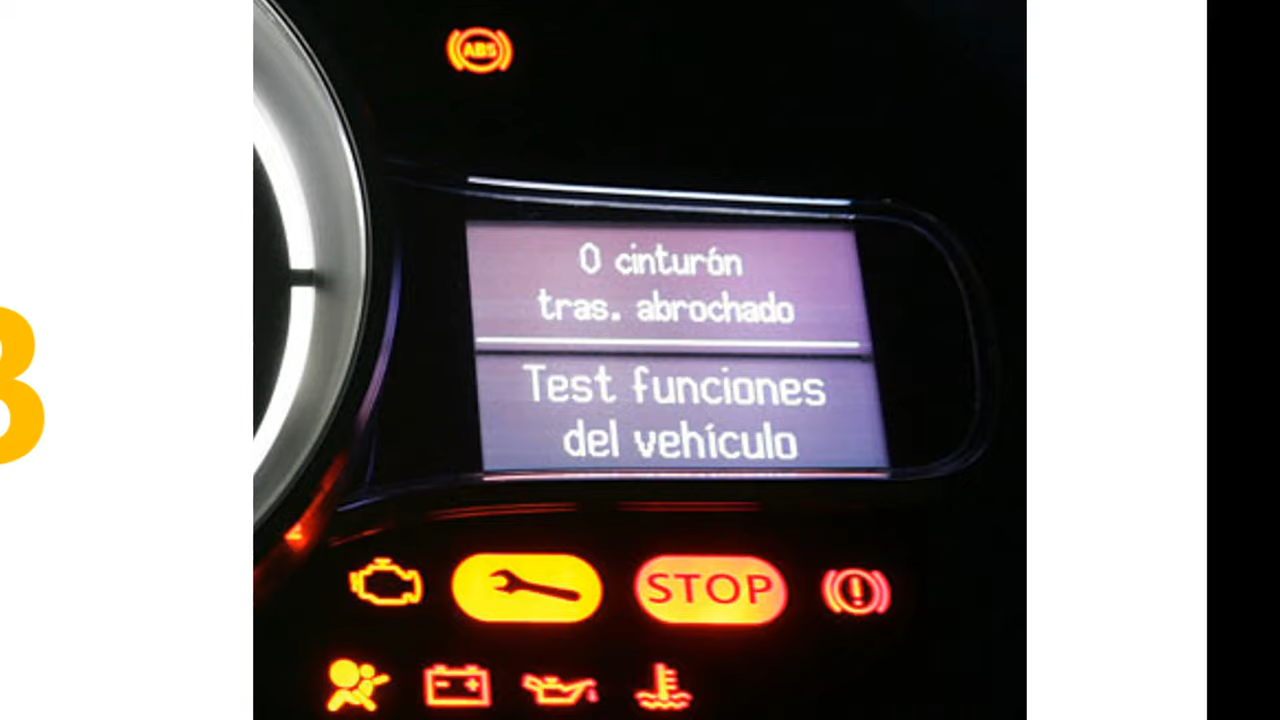 ABS
0 cinturón
tras. abrochado
Test funciones
del vehículo
STOP